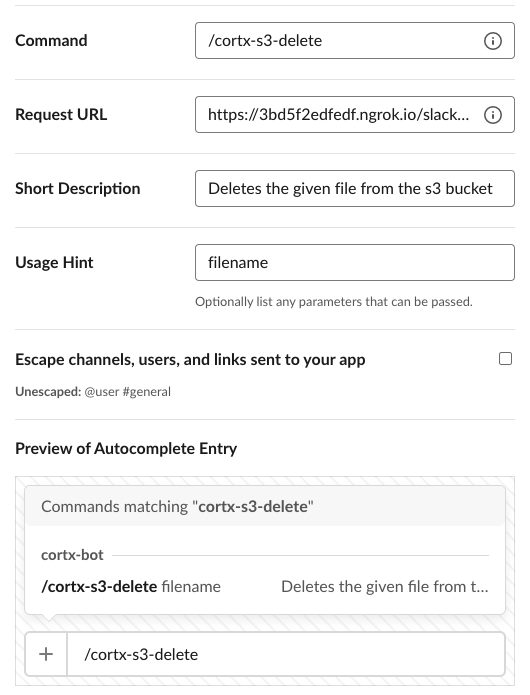 Command
/cortx-s3-delete
Request URL
https://3bd5f2edfedf.ngrok.io/slack...
Short Description
Deletes the given file from the s3 bucket
Usage Hint
filename
Optionally list any parameters that can be passed.
Escape channels, users, and links sent to your app
Unescaped: @user #general
Preview of Autocomplete Entry
Commands matching "cortx-s3-delete"
cortx-bot
/cortx-s3-delete filename Deletes the given file from t...
/cortx-s3-delete